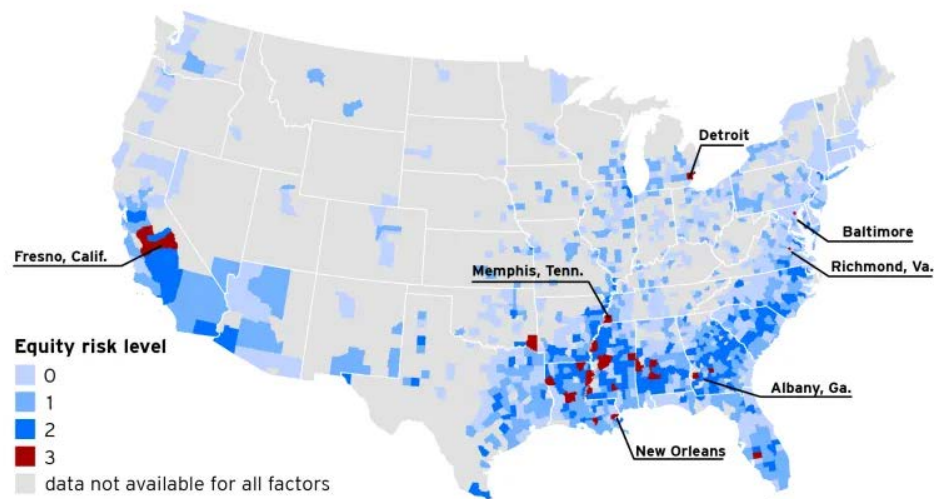 Detroit
Baltimore
Fresno, Calif.
Richmond, Va.
Memphis, Tenn.
Equity risk level
0
1
Albany, Ga.
2
3
New Orleans
data not available for all factors